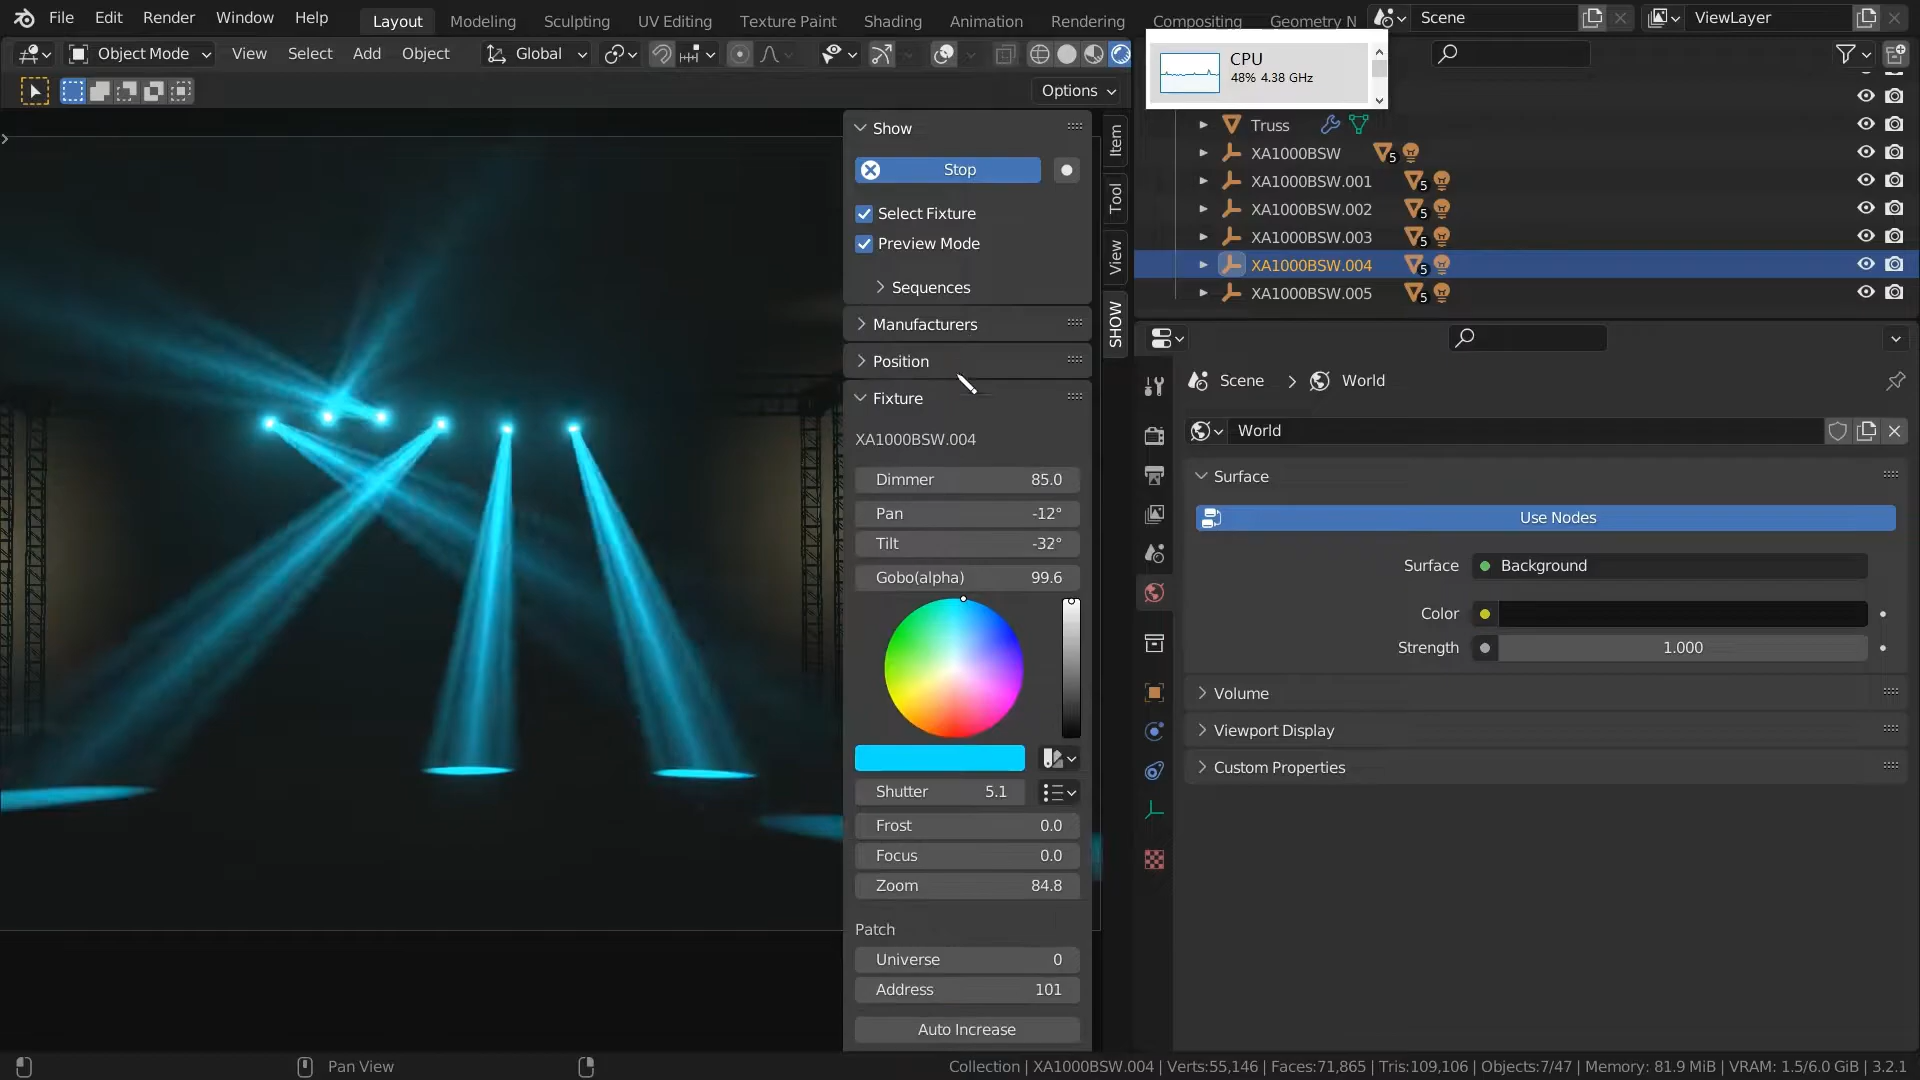 File Edit Render Window Help Layout Modeling Sculpting UV Editing Texture Paint Shading Animation Rendering Compositing Geometry N Scene ViewLayer
Object Mode View Select Add Object Global
CPU
48% 4.38 GHz
Options
Show
Stop
Select Fixture
Preview Mode
Sequences
Manufacturers
Position
Fixture
XA1000BSW.004
Dimmer 85.0
Pan -12°
Tilt -32°
Gobo(alpha) 99.6
Shutter 5.1
Frost 0.0
Focus 0.0
Zoom 84.8
Patch
Universe 0
Address 101
Auto Increase
Item
Tool
View
SHOW
Truss
XA1000BSW 5
XA1000BSW.001 5
XA1000BSW.002 5
XA1000BSW.003 5
XA1000BSW.004 5
XA1000BSW.005 5
Scene > World
World
Surface
Use Nodes
Surface Background
Color
Strength 1.000
Volume
Viewport Display
Custom Properties
Pan View
Collection | XA1000BSW.004 | Verts:55,146 | Faces:71,865 | Tris:109,106 | Objects:7/47 | Memory: 81.9 MiB | VRAM: 1.5/6.0 GiB | 3.2.1